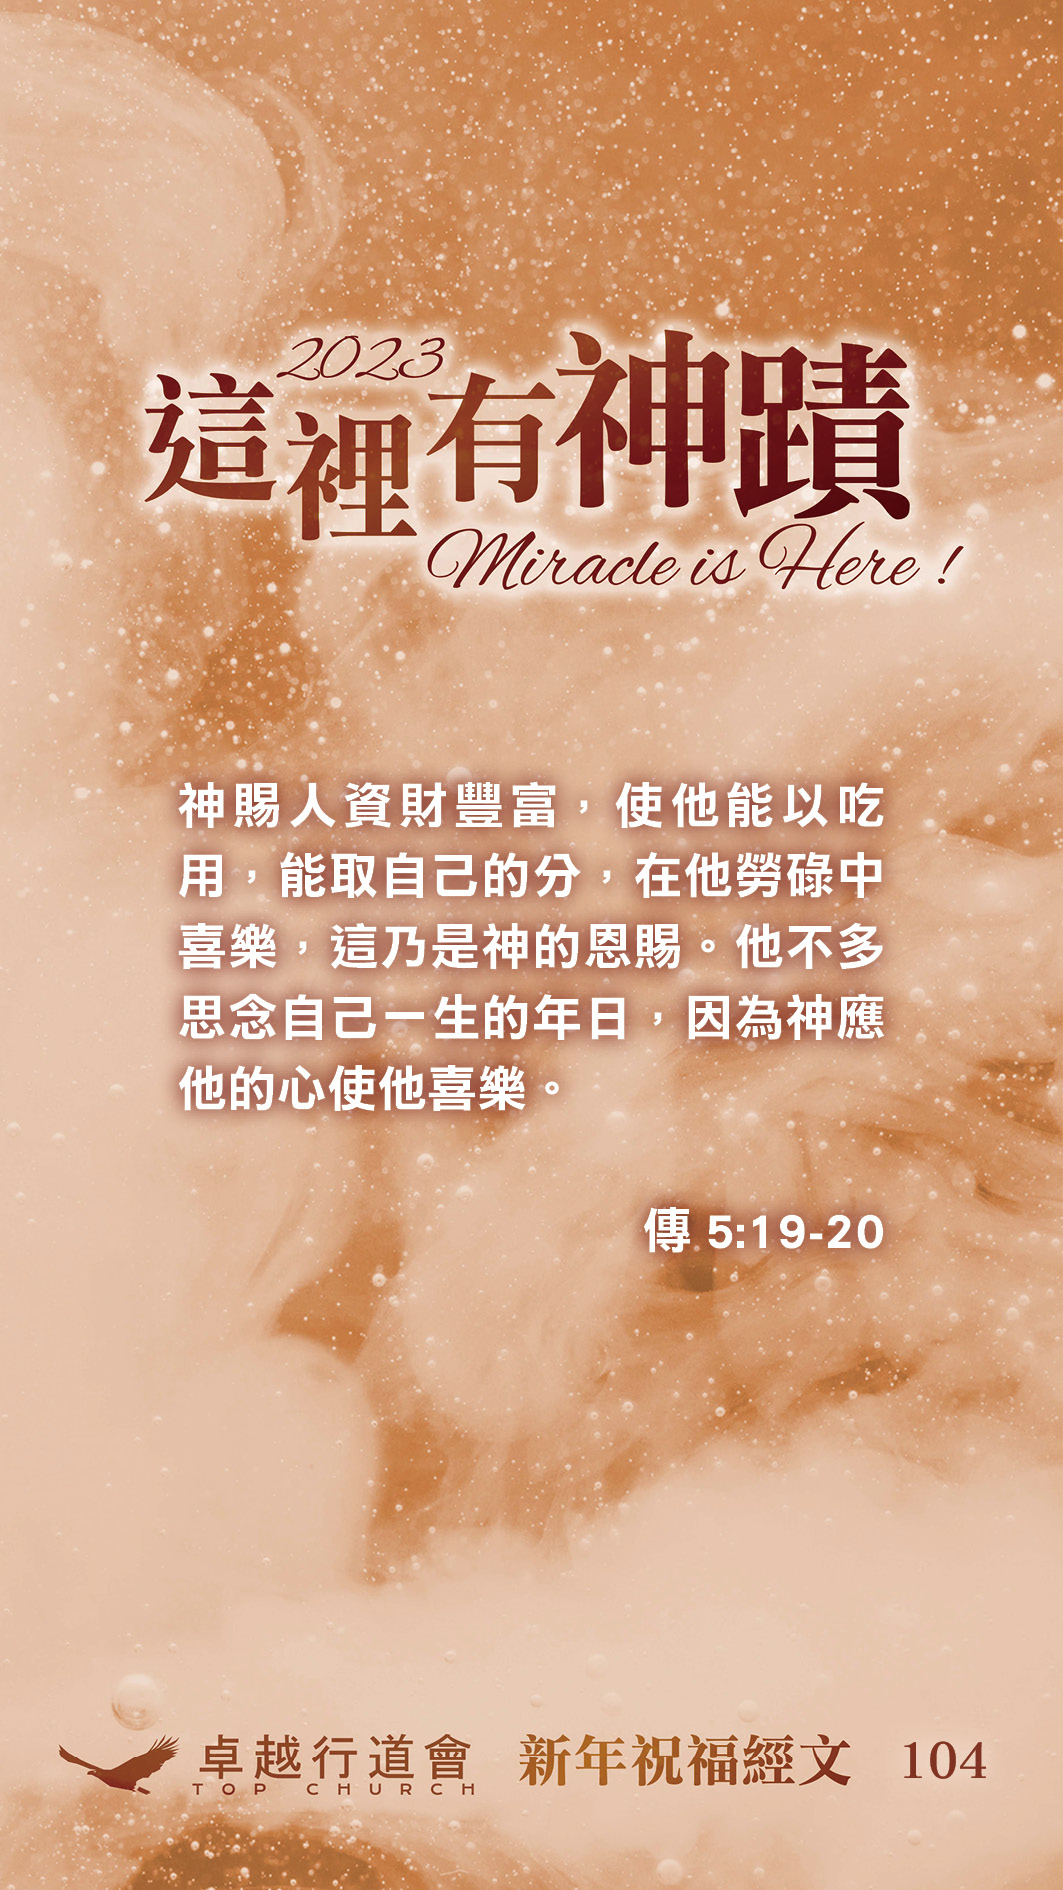 2023
這裡有神蹟
Miracle is Here !
神賜人資財豐富，使他能以吃
用，能取自己的分，在他勞碌中
喜樂，這乃是神的恩賜。他不多
思念自己一生的年日，因為神應
他的心使他喜樂。
傳 5:19-20
卓越行道會 新年祝福經文 104
TOP CHURCH